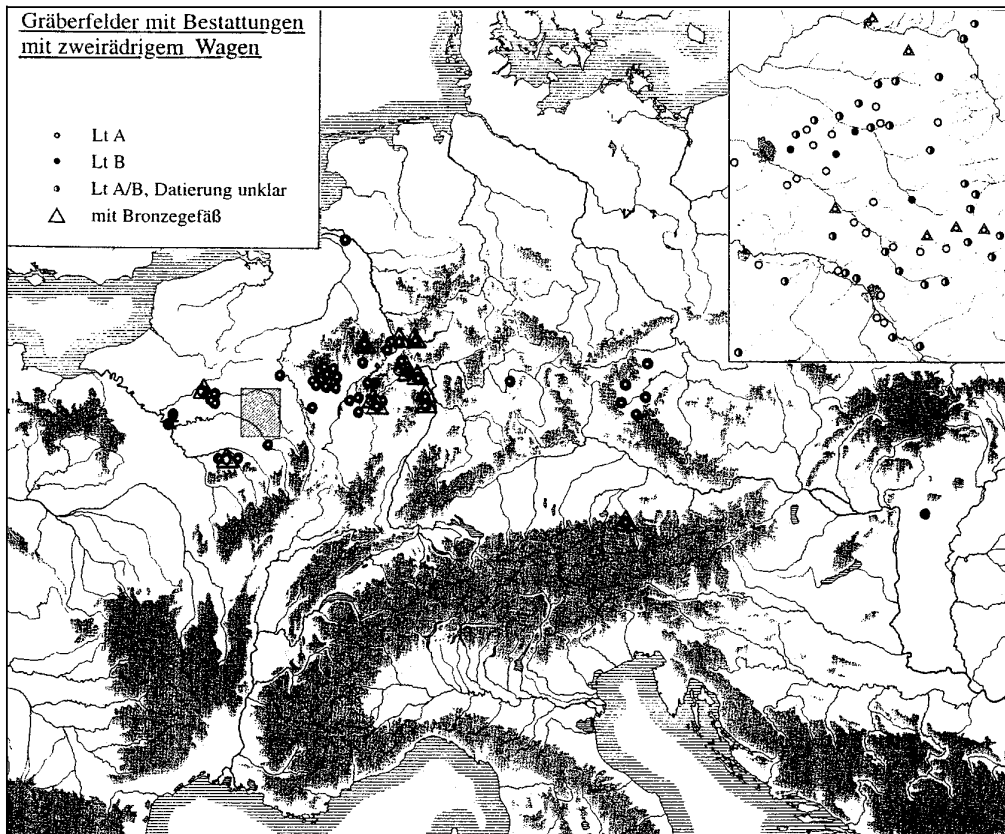 Gräberfelder mit Bestattungen
mit zweirädrigem Wagen
Lt A
Lt B
Lt A/B, Datierung unklar
mit Bronzegefäß